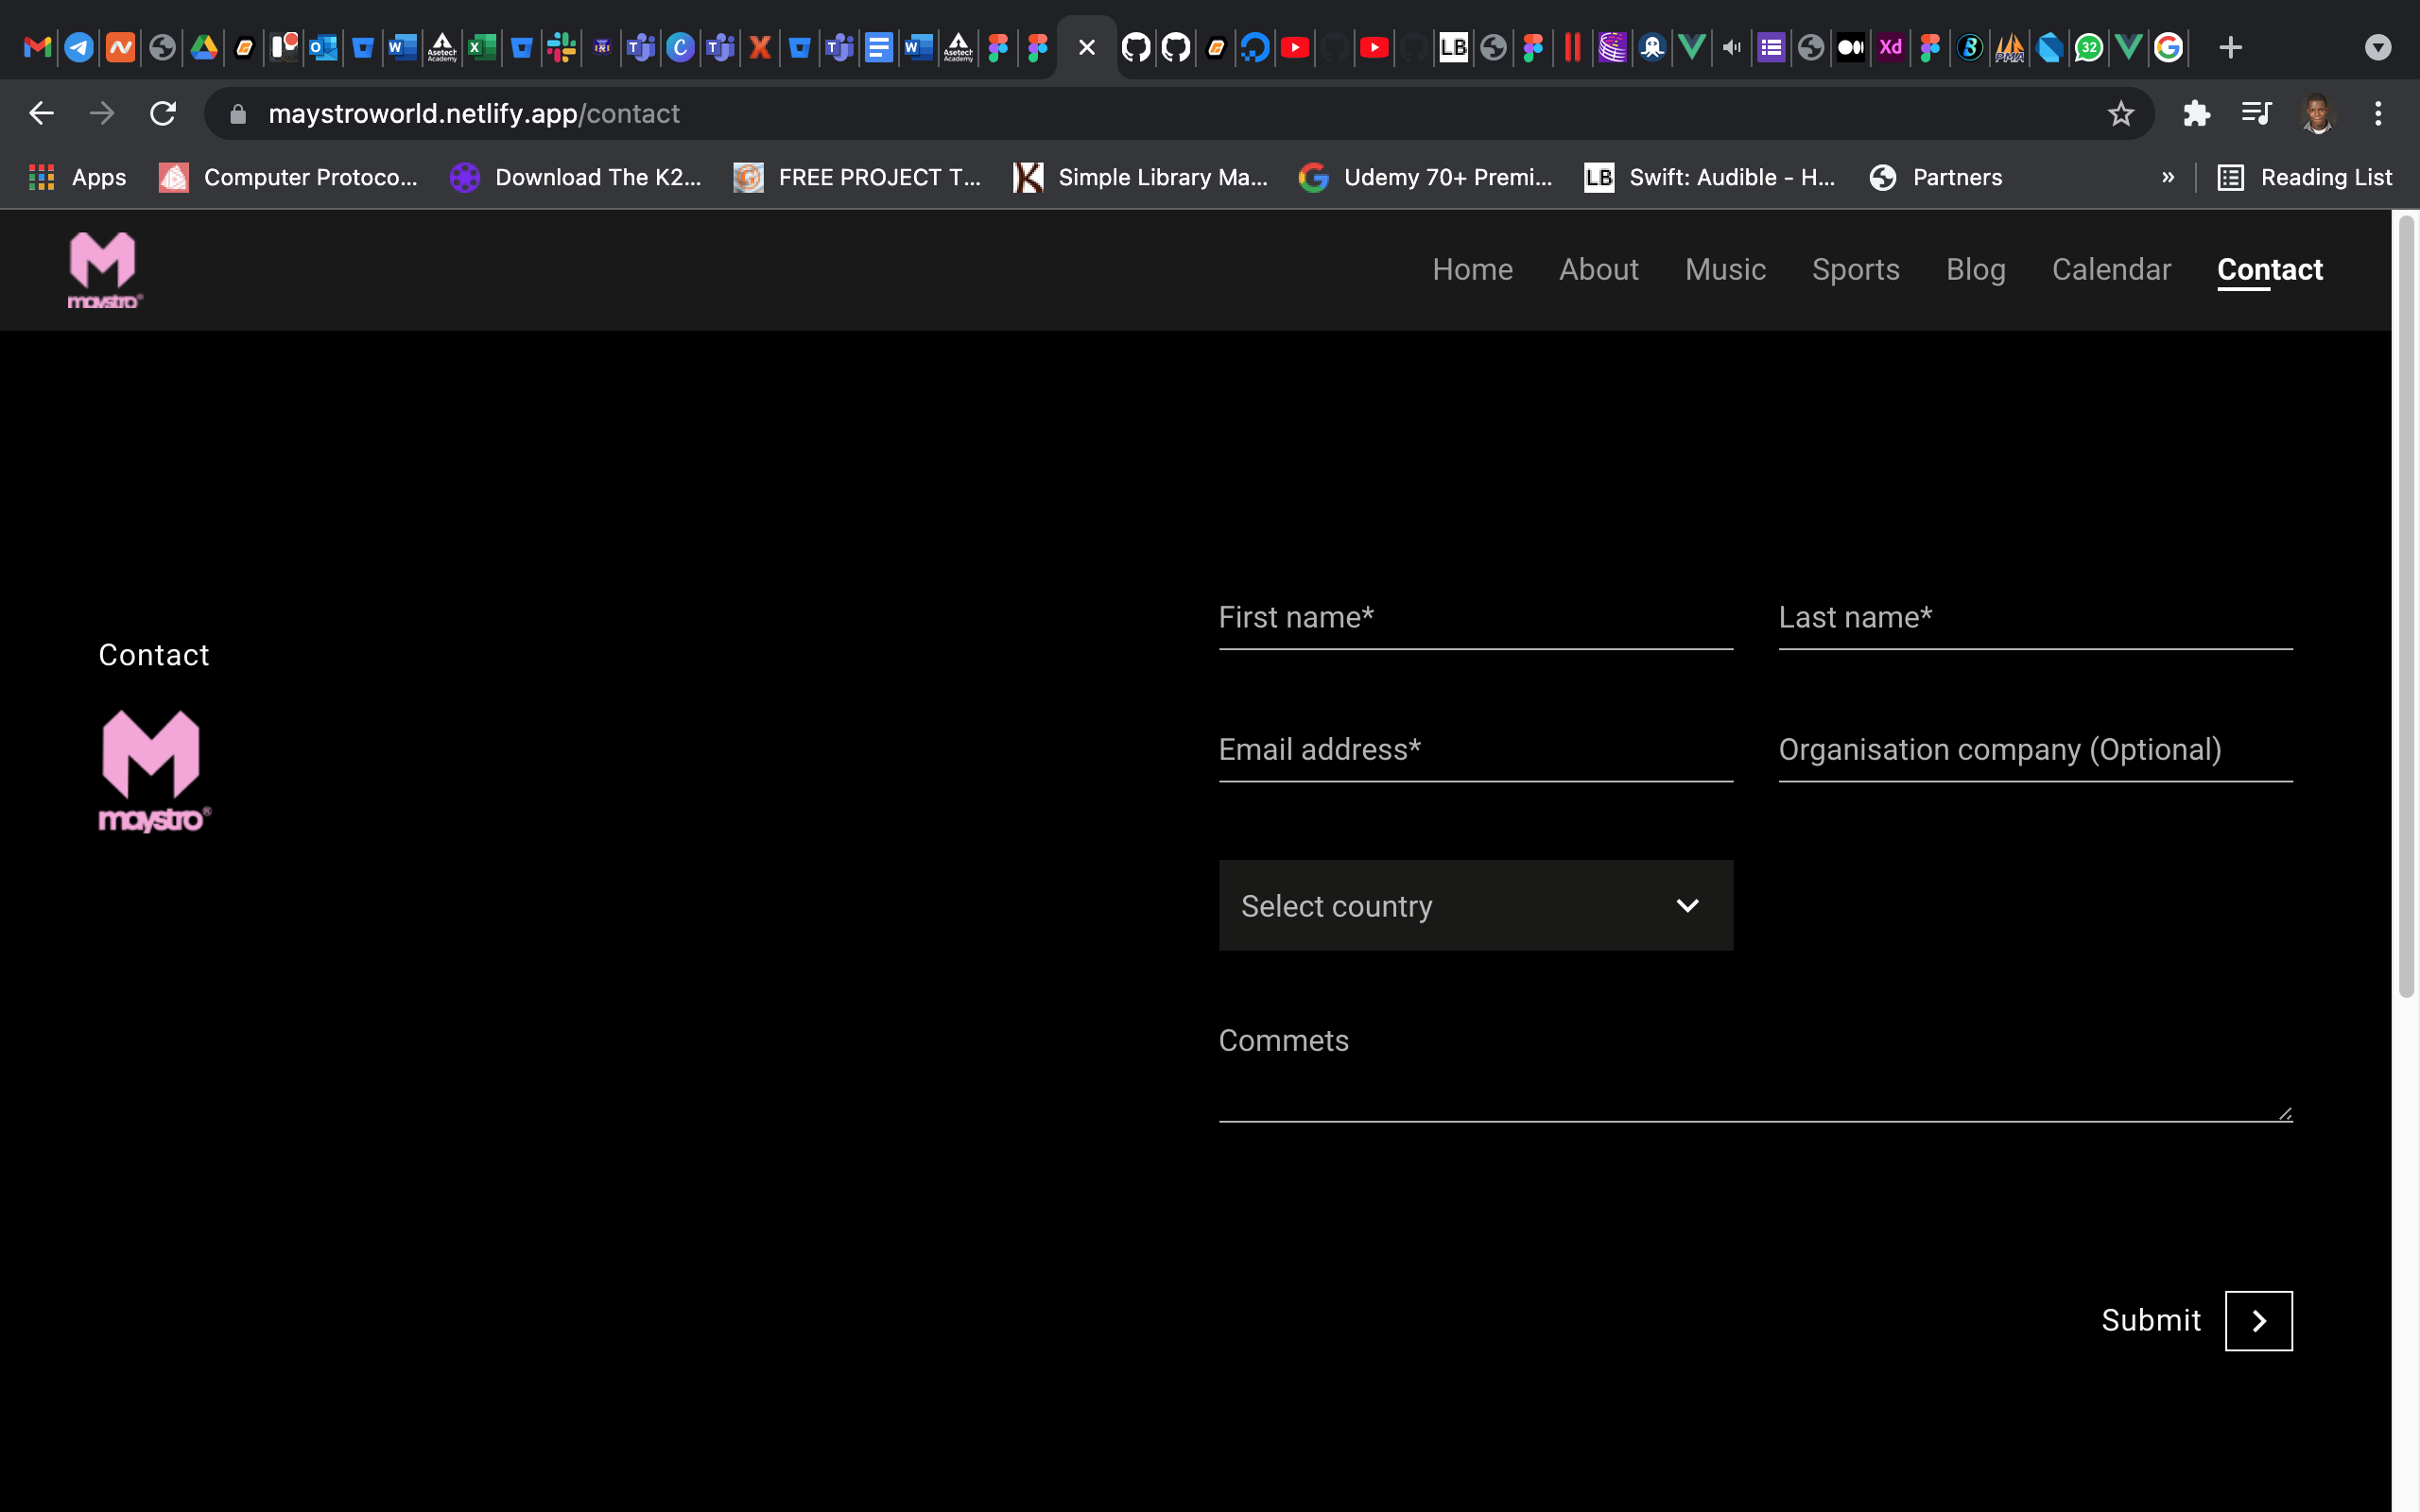 maystroworld.netlify.app/contact
Apps Computer Protoco... Download The K2... FREE PROJECT T... Simple Library Ma... Udemy 70+ Premi... LB Swift: Audible - H... Partners » Reading List
maystro® Home About Music Sports Blog Calendar Contact
First name* Last name*
Contact
Email address* Organisation company (Optional)
maystro®
Select country
Commets
Submit